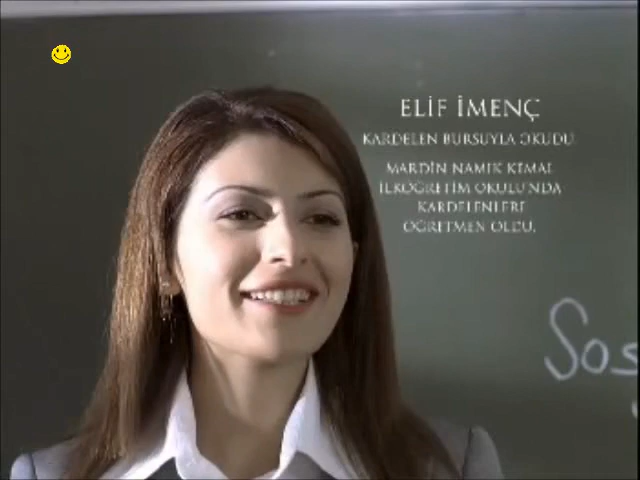 ELİF İMENÇ
KARDELEN BURSUYLA OKUDU.
MARDİN NAMIK KEMAL
İLKÖĞRETİM OKULU'NDA
KARDELENLERE
ÖĞRETMEN OLDU.
Sos